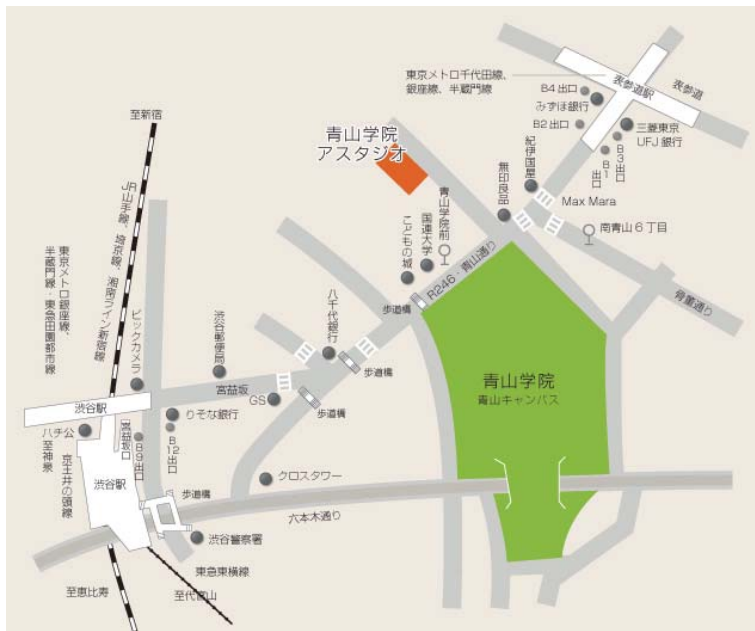 東京メトロ千代田線、
銀座線、半蔵門線
表参道駅
表参道
B4出口
みずほ銀行
B2出口
三菱東京
UFJ銀行
B3出口
B1出口
紀伊国屋
無印良品
Max Mara
南青山6丁目
骨董通り
至新宿
JR山手線、埼京線、湘南ライン新宿線
東京メトロ銀座線、
半蔵門線・東急田園都市線
青山学院
アスタジオ
青山学院前
国連大学
こどもの城
R246・青山通り
歩道橋
八千代銀行
渋谷郵便局
ビックカメラ
宮益坂
GS
歩道橋
歩道橋
青山学院
青山キャンパス
渋谷駅
りそな銀行
ハチ公
宮益坂口
B9出口
B12出口
至神泉
京王井の頭線
渋谷駅
歩道橋
クロスタワー
六本木通り
渋谷警察署
東急東横線
至恵比寿
至代官山